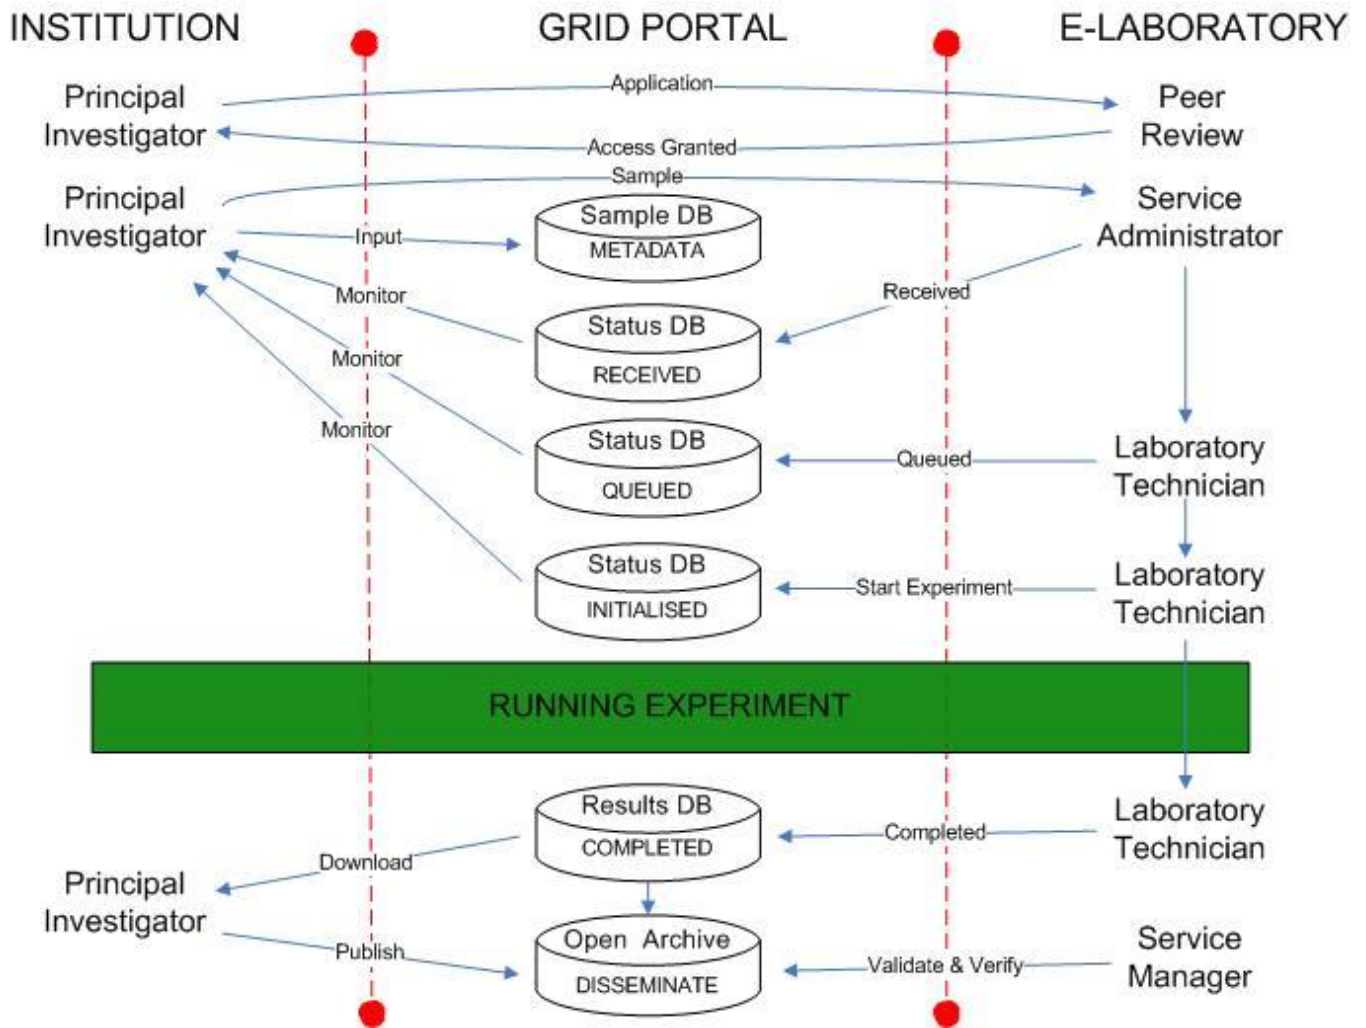 INSTITUTION
GRID PORTAL
E-LABORATORY
Principal
Investigator
Application
Peer
Review
Access Granted
Principal
Investigator
Sample
Service
Administrator
Input
Sample DB
METADATA
Monitor
Received
Status DB
RECEIVED
Monitor
Monitor
Status DB
QUEUED
Queued
Laboratory
Technician
Status DB
INITIALISED
Start Experiment
Laboratory
Technician
RUNNING EXPERIMENT
Results DB
COMPLETED
Completed
Laboratory
Technician
Download
Principal
Investigator
Publish
Open Archive
DISSEMINATE
Validate & Verify
Service
Manager